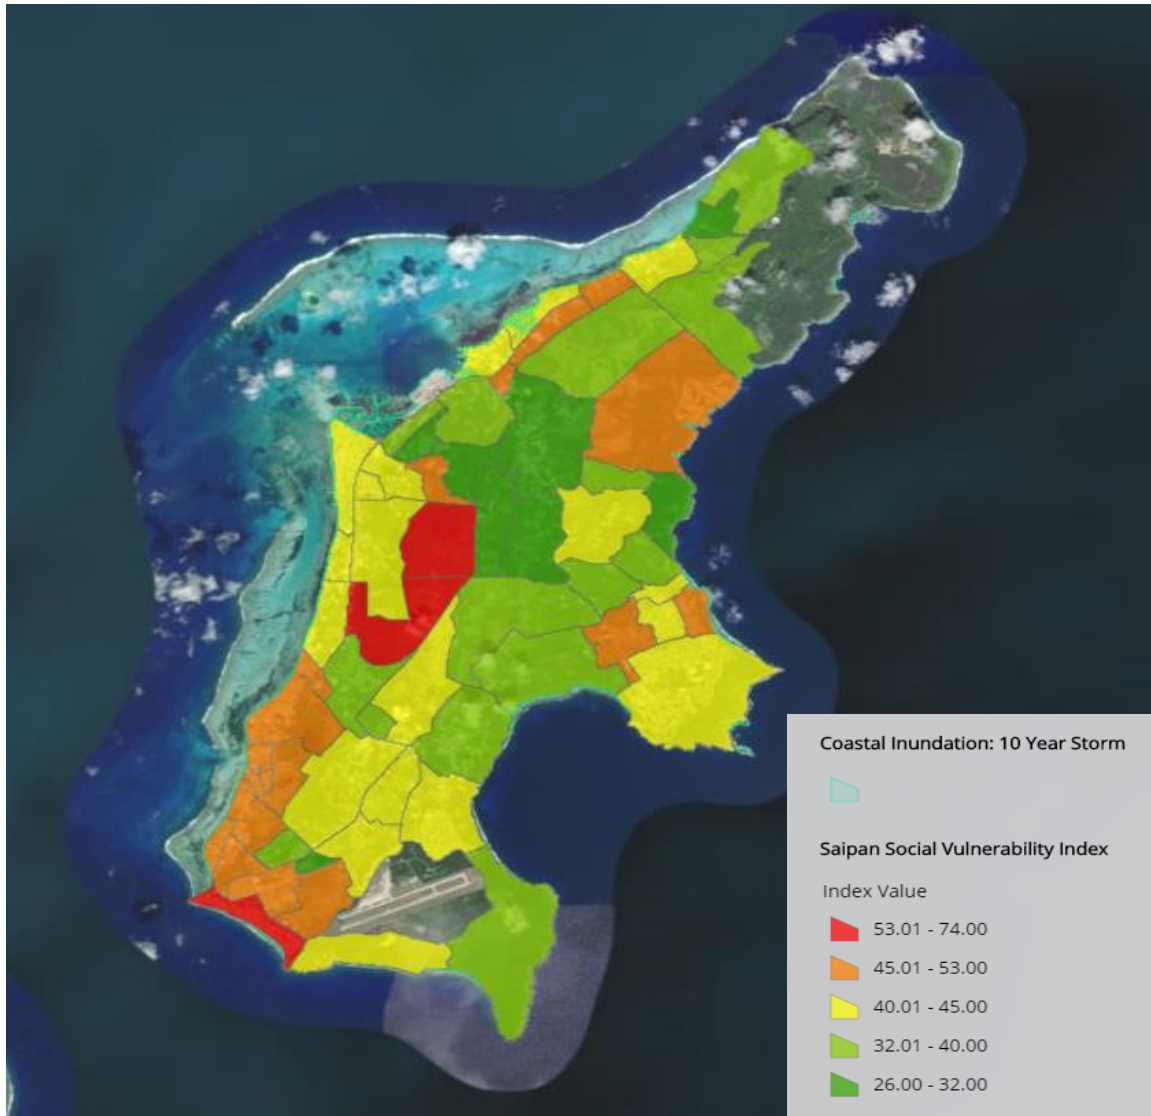 Coastal Inundation: 10 Year Storm
Saipan Social Vulnerability Index
Index Value
53.01 - 74.00
45.01 - 53.00
40.01 - 45.00
32.01 - 40.00
26.00 - 32.00